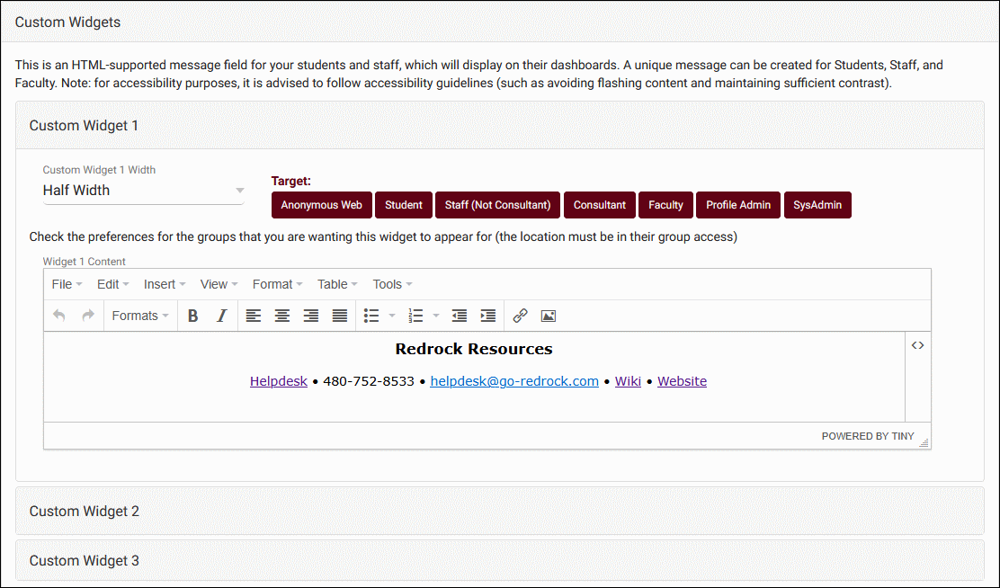 Custom Widgets
This is an HTML-supported message field for your students and staff, which will display on their dashboards. A unique message can be created for Students, Staff, and
Faculty. Note: for accessibility purposes, it is advised to follow accessibility guidelines (such as avoiding flashing content and maintaining sufficient contrast).
Custom Widget 1
Custom Widget 1 Width
Half Width
Target:
Anonymous Web Student Staff (Not Consultant) Consultant Faculty Profile Admin SysAdmin
Check the preferences for the groups that you are wanting this widget to appear for (the location must be in their group access)
Widget 1 Content
File Edit Insert View Format Table Tools
Formats B I
Redrock Resources
Helpdesk • 480-752-8533 • helpdesk@go-redrock.com • Wiki • Website
POWERED BY TINY
Custom Widget 2
Custom Widget 3